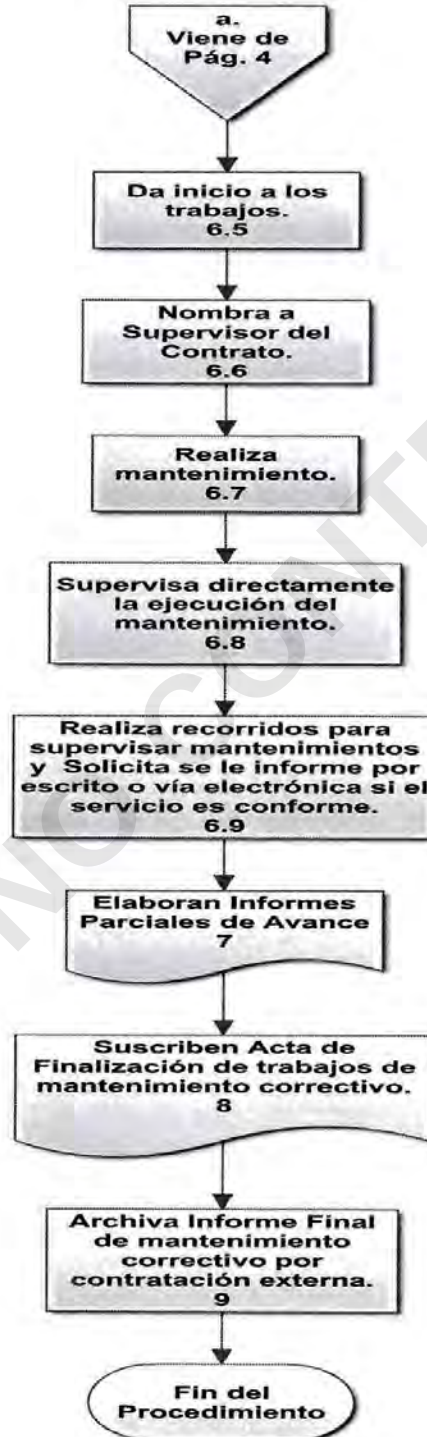 a.
Viene de
Pág. 4
Da inicio a los
trabajos.
6.5
Nombra a
Supervisor del
Contrato.
6.6
Realiza
mantenimiento.
6.7
Supervisa directamente
la ejecución del
mantenimiento.
6.8
Realiza recorridos para
supervisar mantenimientos
y Solicita se le informe por
escrito o vía electrónica si el
servicio es conforme.
6.9
Elaboran Informes
Parciales de Avance
7
Suscriben Acta de
Finalización de trabajos de
mantenimiento correctivo.
8
Archiva Informe Final
de mantenimiento
correctivo por
contratación externa.
9
Fin del
Procedimiento